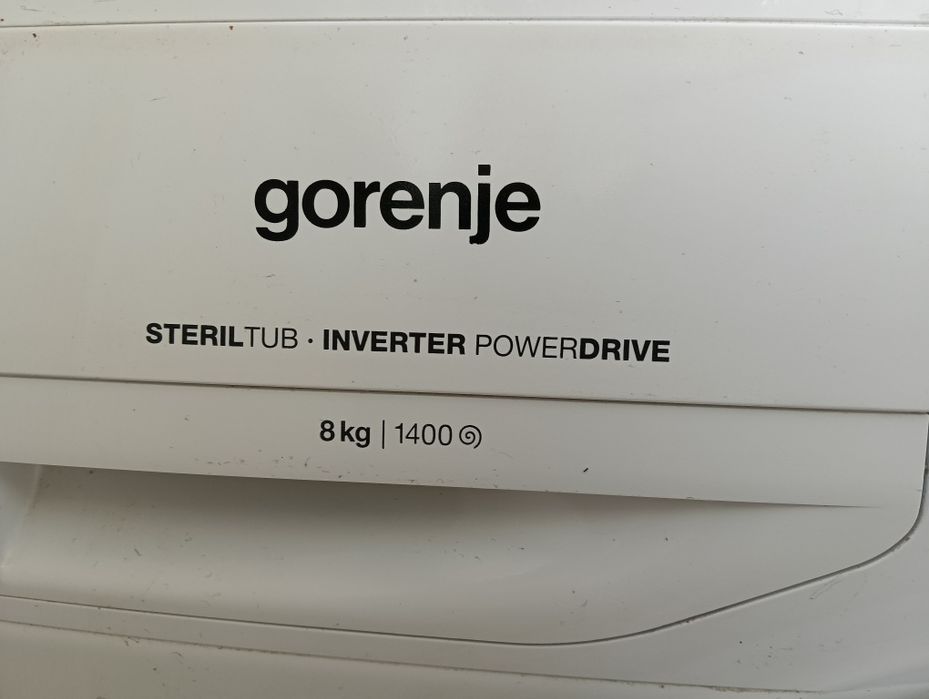 gorenje
STERILTUB · INVERTER POWERDRIVE
8 kg | 1400